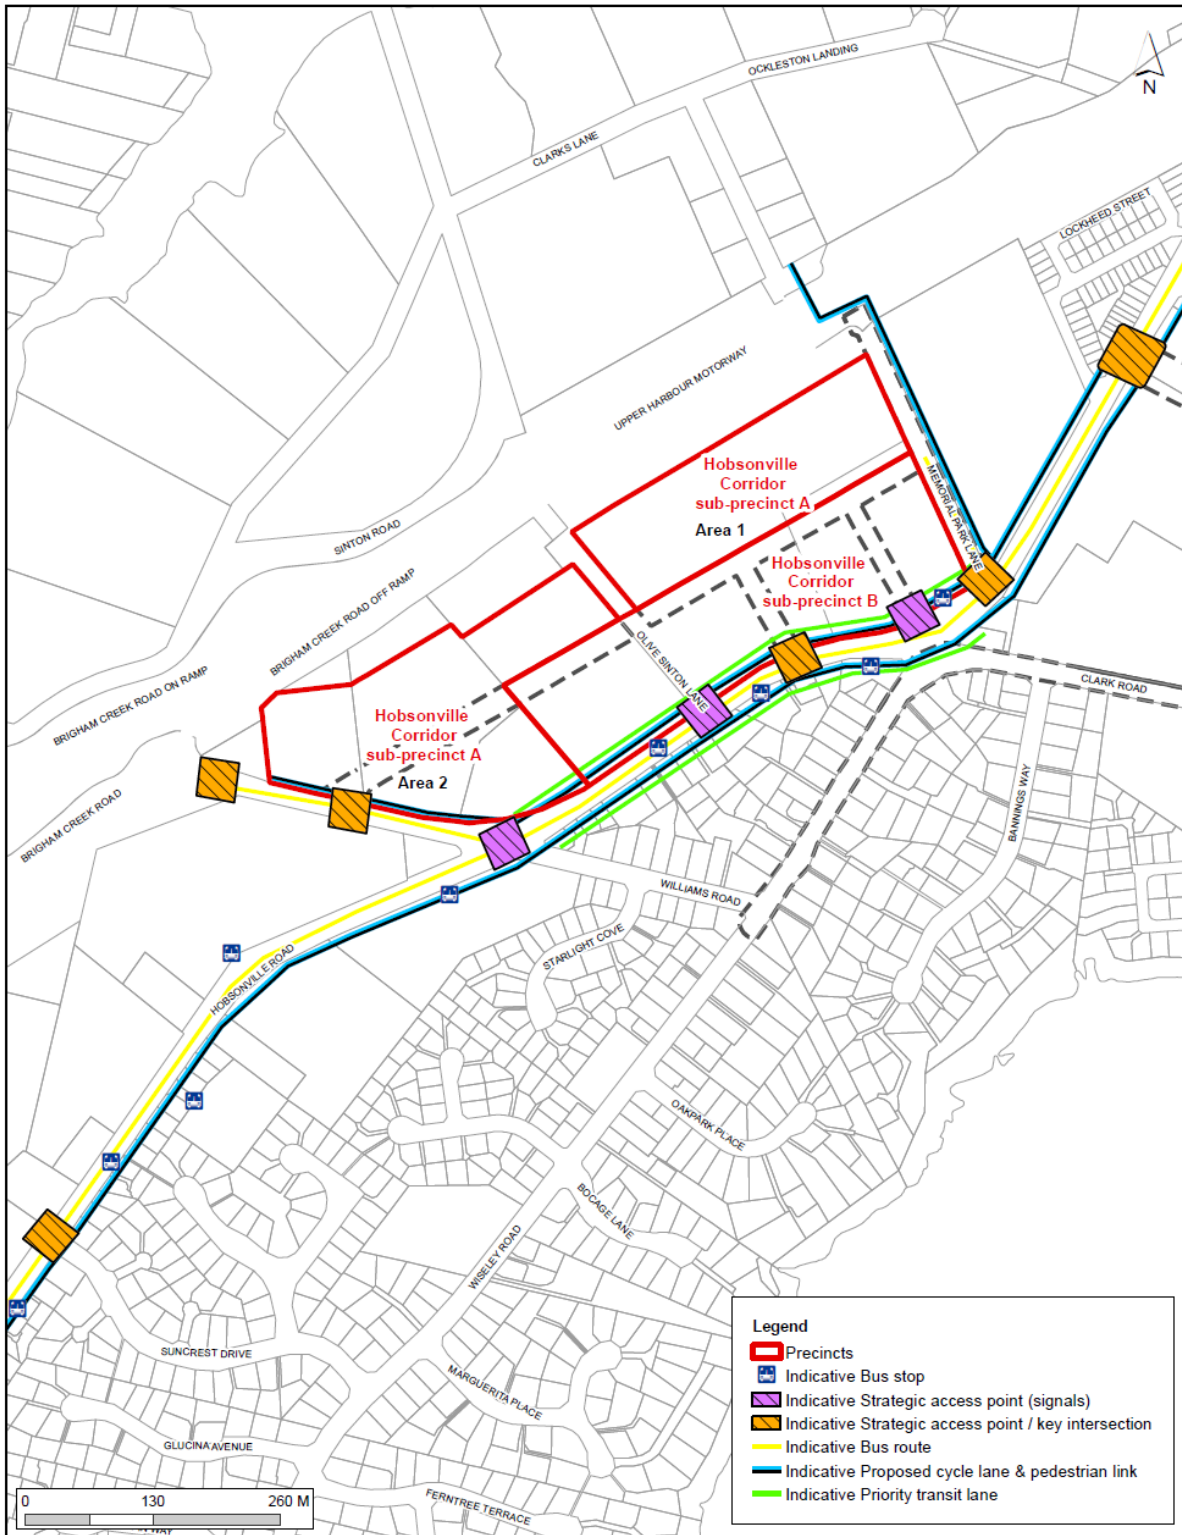 OCKLESTON LANDING
N
CLARKS LANE
LOCKHEED STREET
UPPER HARBOUR MOTORWAY
Hobsonville
Corridor
sub-precinct A
Area 1
MEMORIAL PARK LANE
SINTON ROAD
Hobsonville
Corridor
sub-precinct B
BRIGHAM CREEK ROAD OFF RAMP
OLIVE SINTON LANE
BRIGHAM CREEK ROAD ON RAMP
CLARK ROAD
Hobsonville
Corridor
sub-precinct A
Area 2
BRIGHAM CREEK ROAD
BANNINGS WAY
WILLIAMS ROAD
STARLIGHT COVE
HOBSONVILLE ROAD
OAKPARK PLACE
BOCAGE LANE
WISELEY ROAD
SUNCREST DRIVE
MARGUERITA PLACE
GLUCINA AVENUE
FERNTREE TERRACE
WAY
0 130 260 M
Legend
Precincts
Indicative Bus stop
Indicative Strategic access point (signals)
Indicative Strategic access point / key intersection
Indicative Bus route
Indicative Proposed cycle lane & pedestrian link
Indicative Priority transit lane